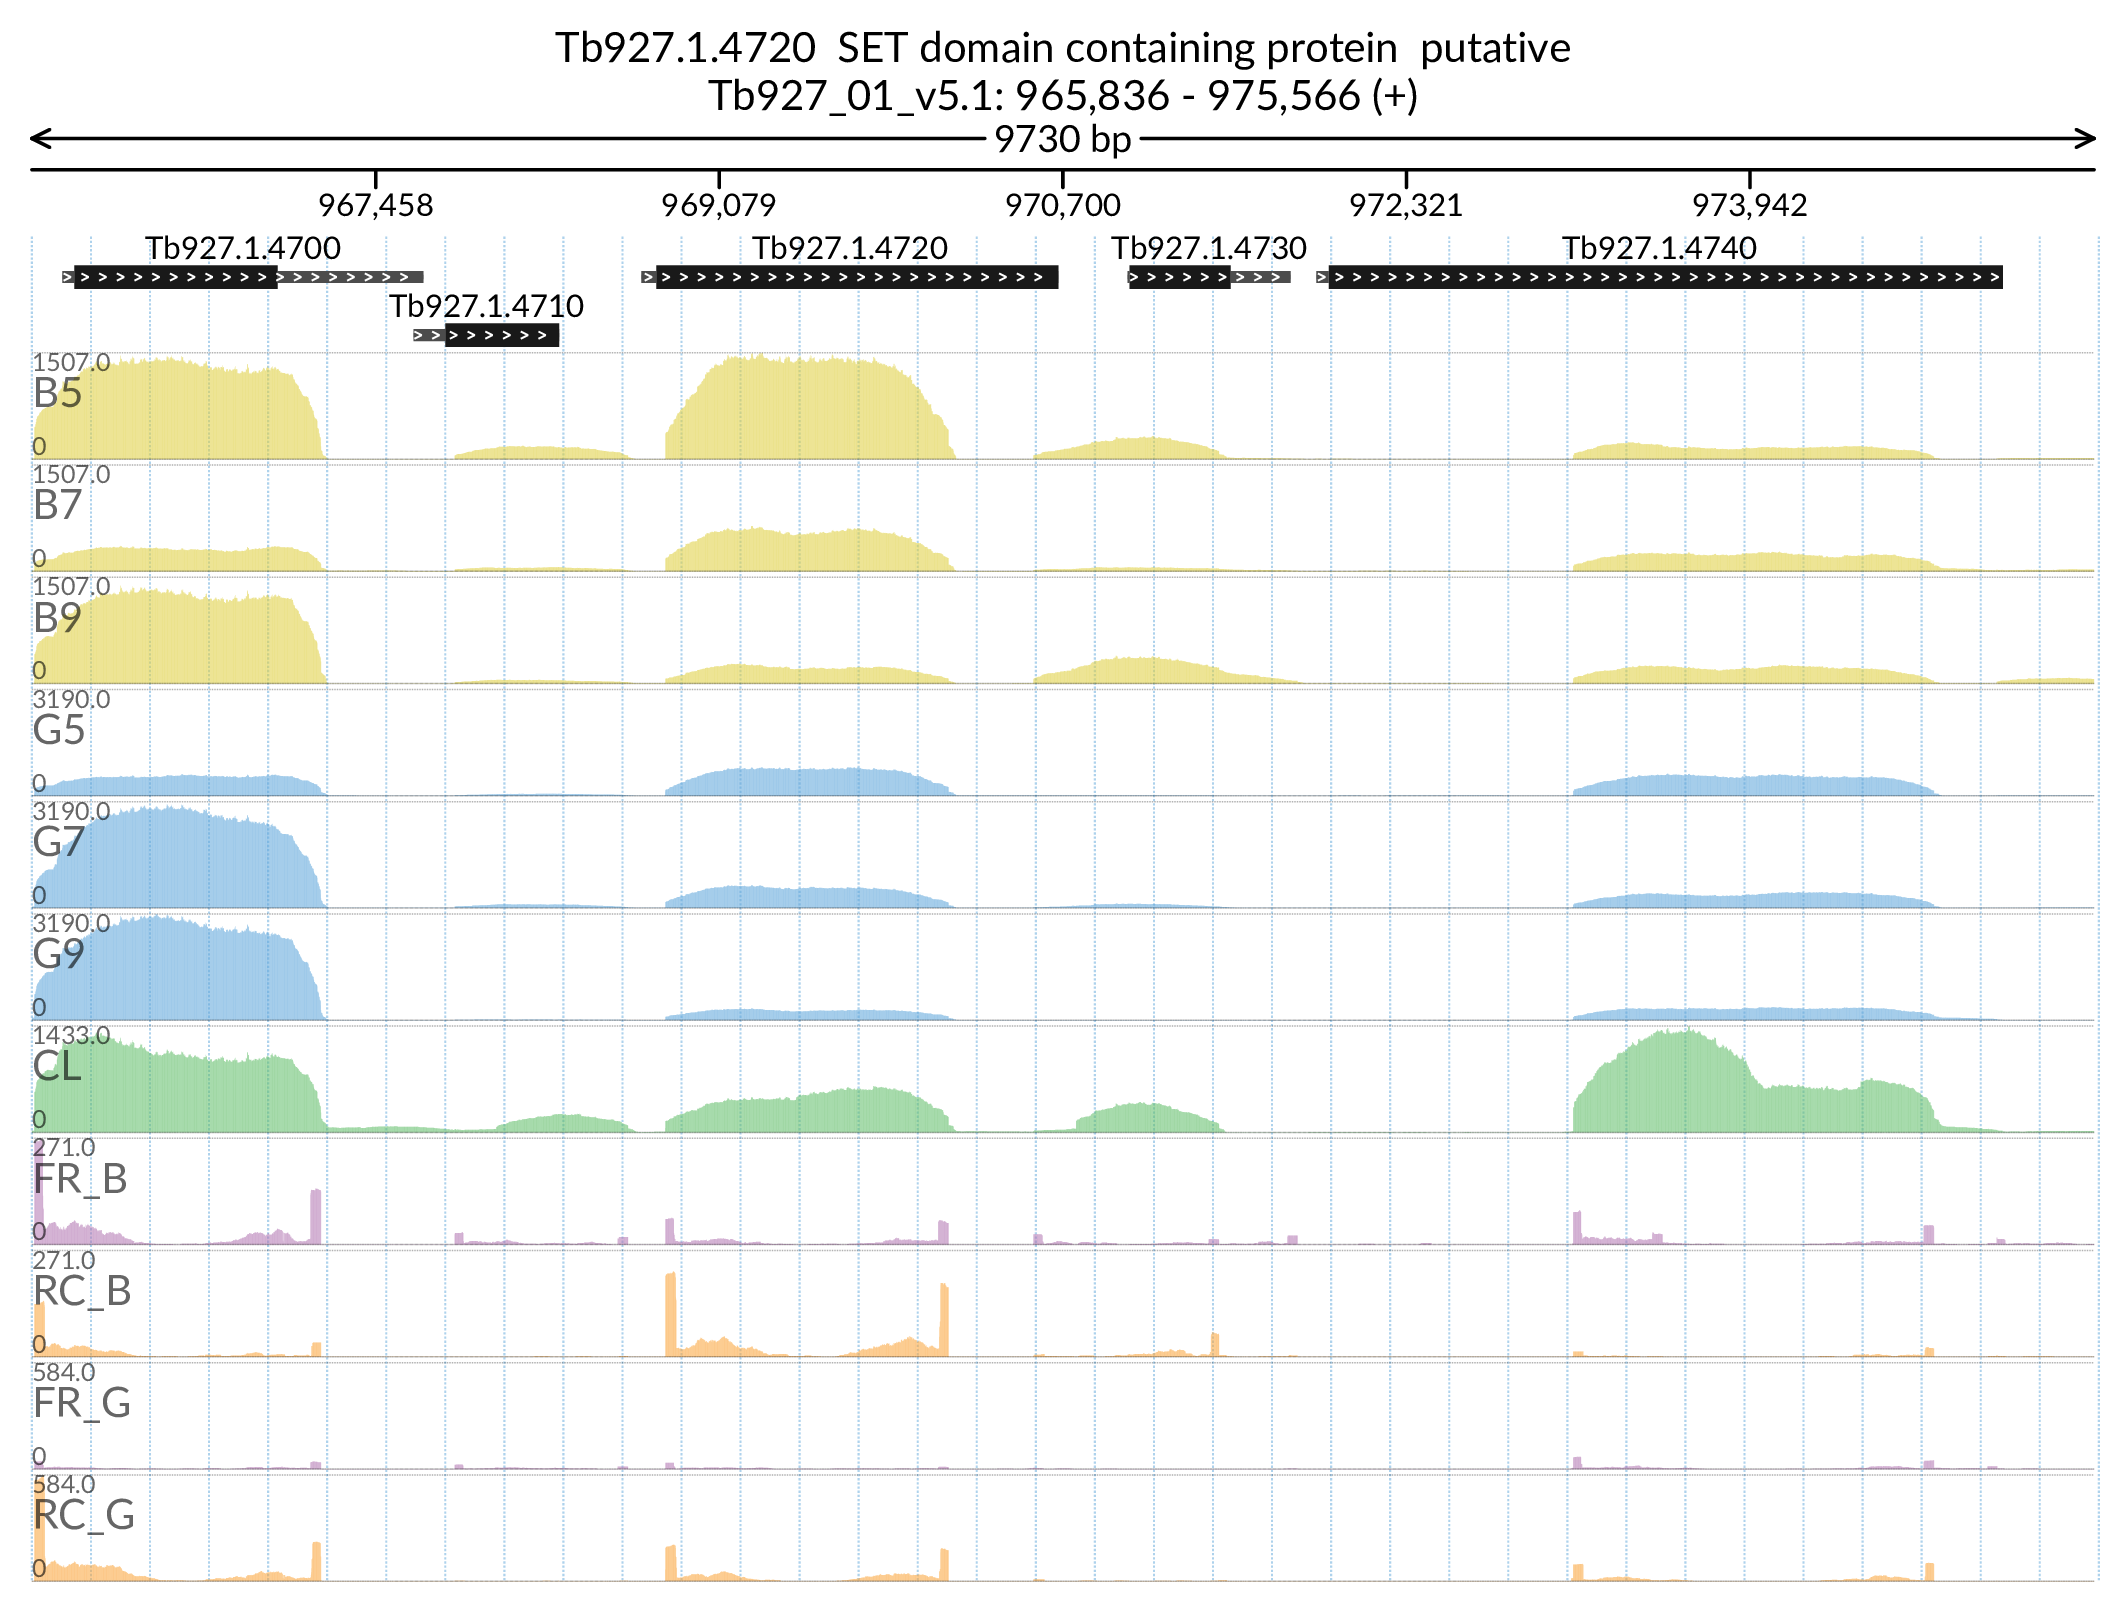 Tb927.1.4720  SET domain containing protein  putative
Tb927_01_v5.1: 965,836 - 975,566 (+)
9730 bp
967,458 969,079 970,700 972,321 973,942
Tb927.1.4700 Tb927.1.4720 Tb927.1.4730 Tb927.1.4740
Tb927.1.4710
1507.0
B5
0
1507.0
B7
0
1507.0
B9
0
3190.0
G5
0
3190.0
G7
0
3190.0
G9
0
1433.0
CL
0
271.0
FR_B
0
271.0
RC_B
0
584.0
FR_G
0
584.0
RC_G
0